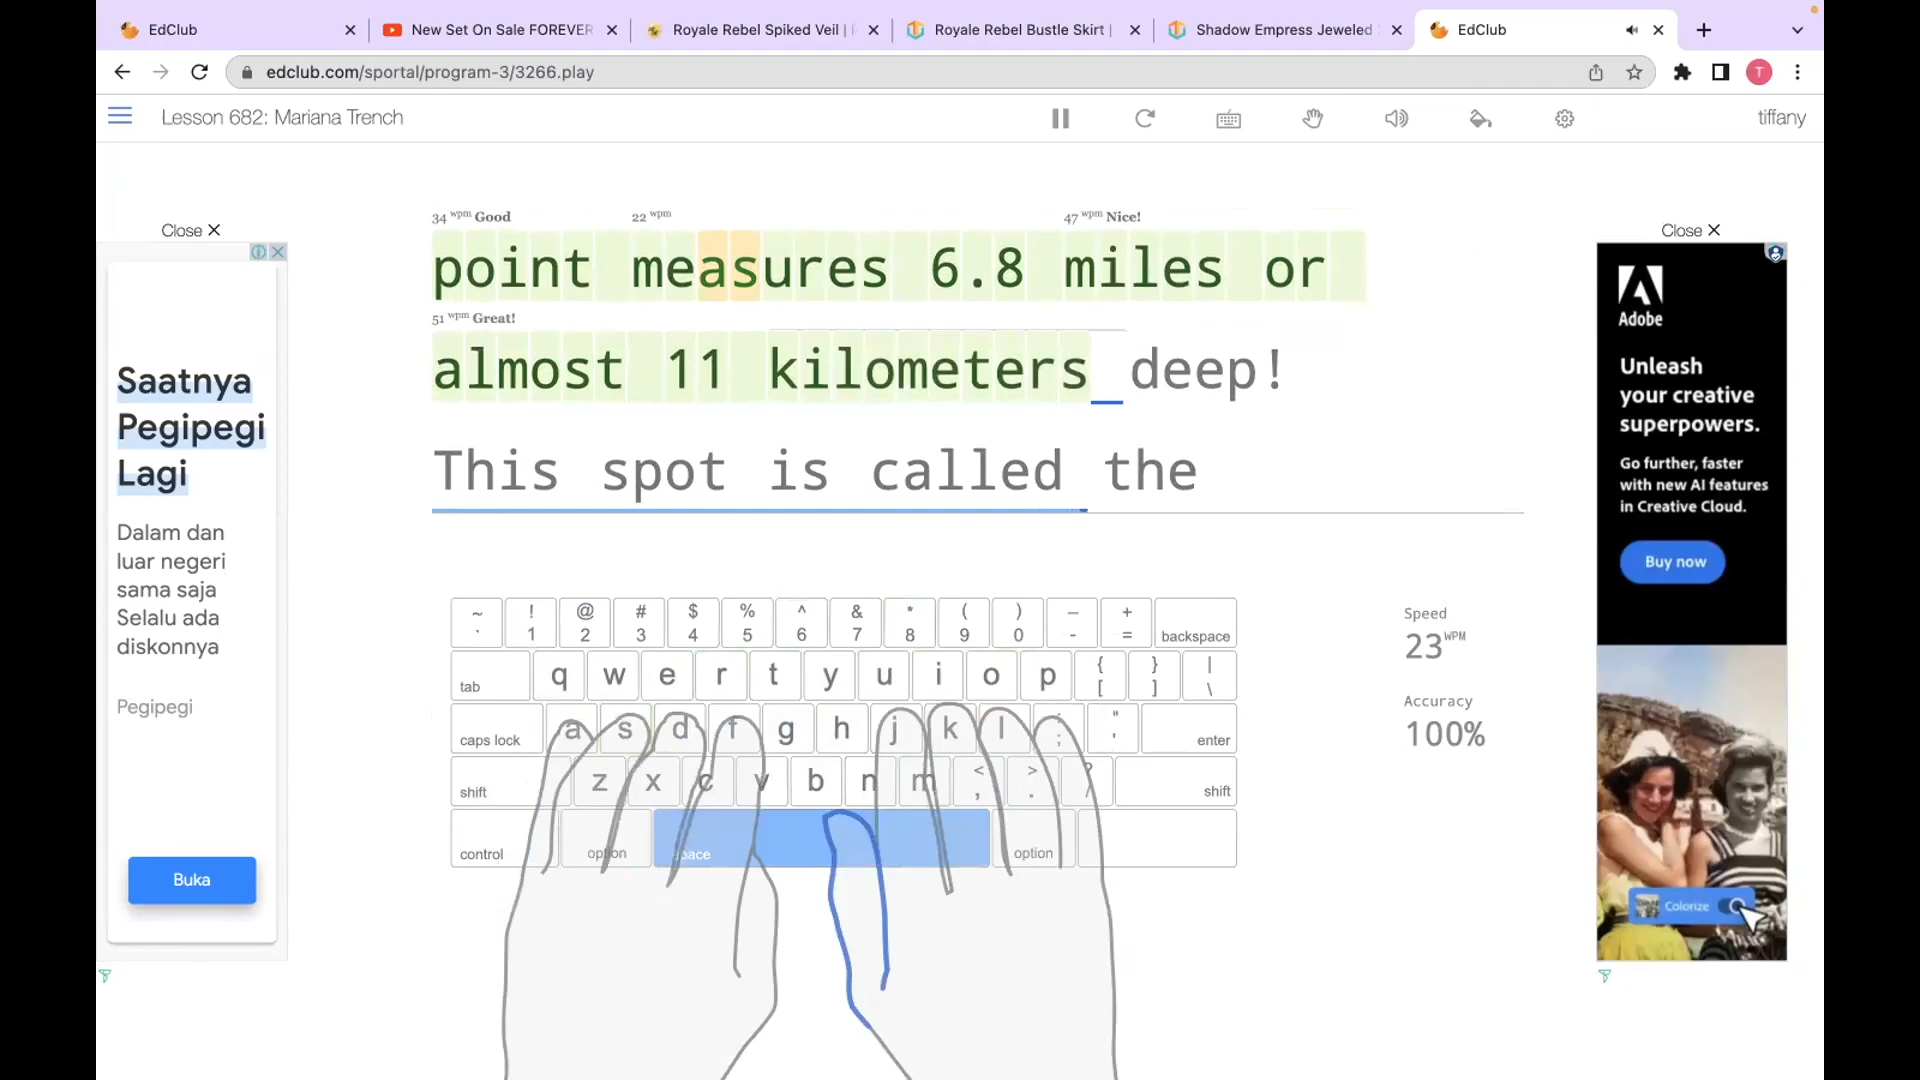 EdClub
New Set On Sale FOREVER
Royale Rebel Spiked Veil |
Royale Rebel Bustle Skirt |
Shadow Empress Jeweled
EdClub
edclub.com/sportal/program-3/3266.play
T
Lesson 682: Mariana Trench
tiffany
Close
34 wpm Good
22 wpm
47 wpm Nice!
point measures 6.8 miles or
51 wpm Great!
almost 11 kilometers deep!
This spot is called the
Saatnya
Pegipegi
Lagi
Dalam dan
luar negeri
sama saja
Selalu ada
diskonnya
Pegipegi
Buka
Close
Adobe
Unleash
your creative
superpowers.
Go further, faster
with new AI features
in Creative Cloud.
Buy now
Colorize
~ ! @ # $ % ^ & * ( ) — +
` 1 2 3 4 5 6 7 8 9 0 - = backspace
tab q w e r t y u i o p { [ } ] | \
caps lock a s d f g h j k l ; " ' enter
shift z x c v b n m < , > . ? / shift
control option space option
Speed
23 WPM
Accuracy
100%